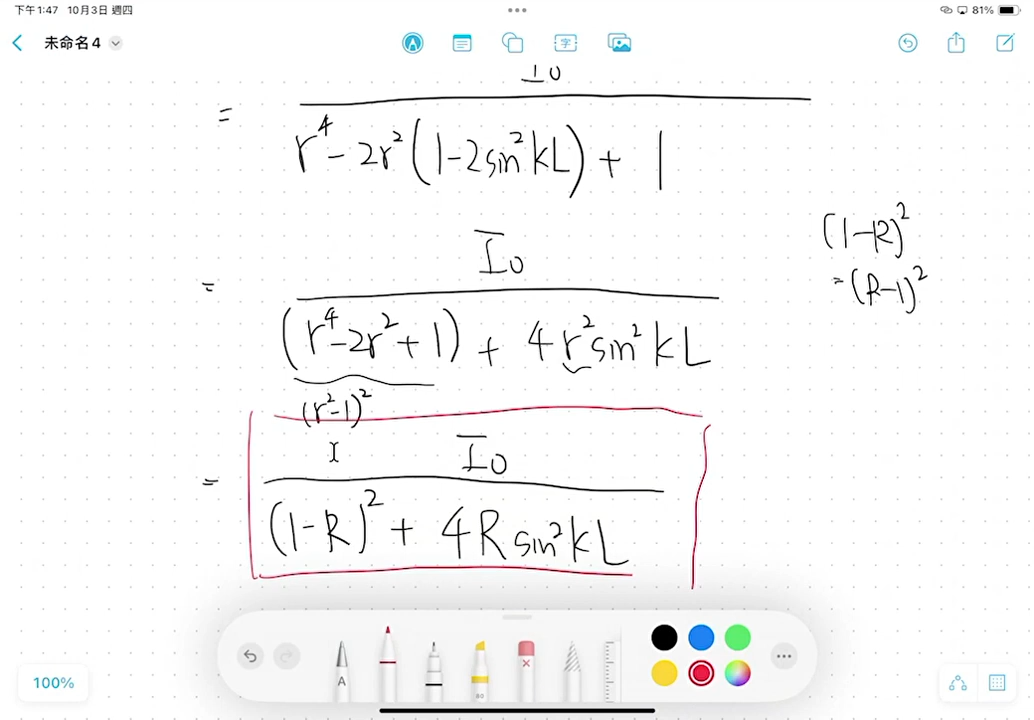 下午1:47 10月3日 週四
81%
未命名4
字
I0
=
r⁴ - 2r² (1-2sin²kL) + 1
(1-R)²
= (R-1)²
I0
=
(r⁴-2r²+1) + 4r²sin²kL
(r²-1)²
I0
=
(1-R)² + 4R sin²kL
A
80
100%